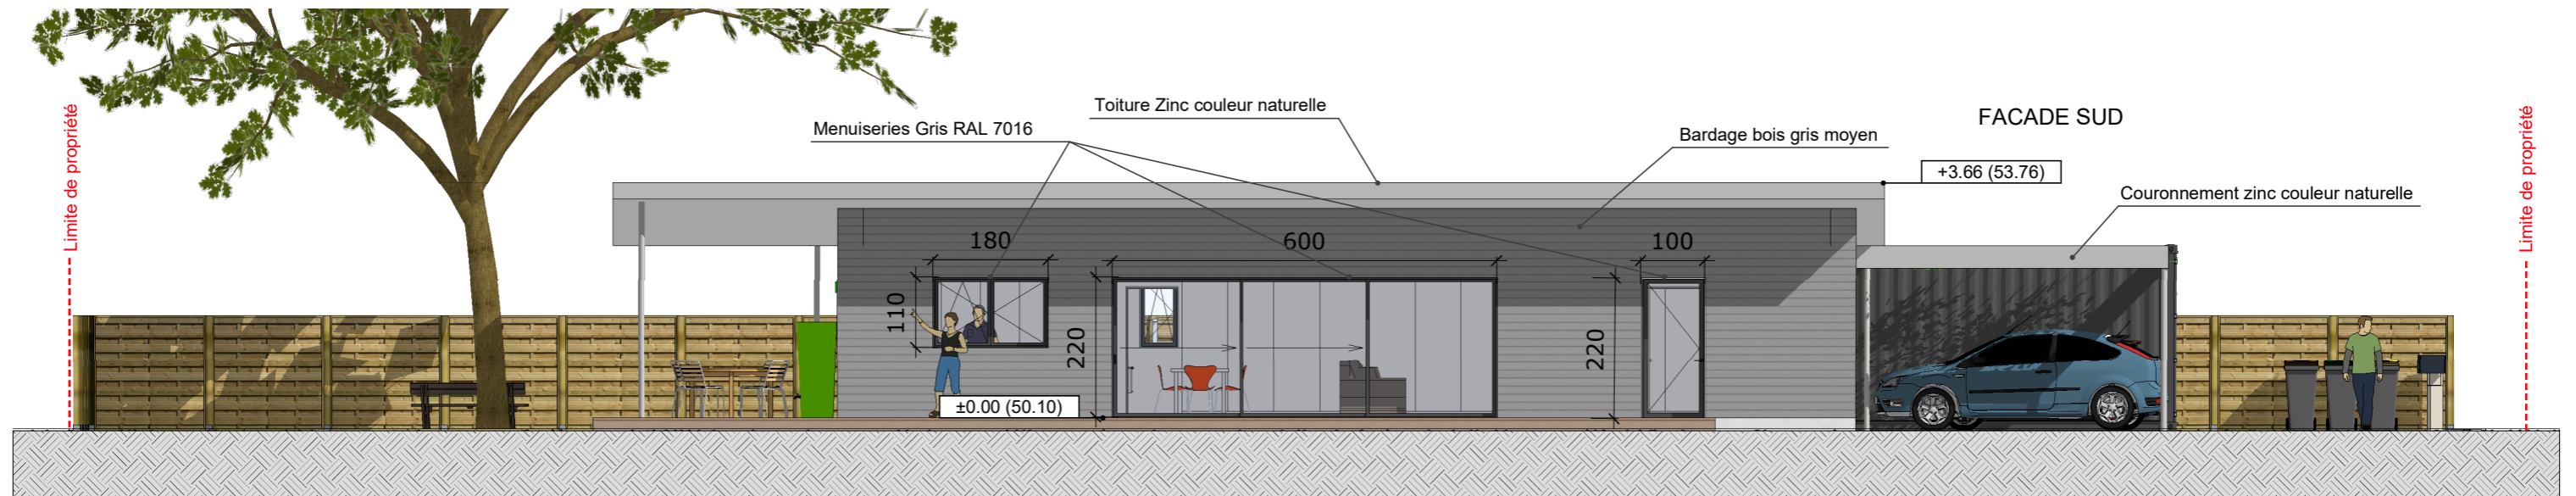 Limite de propriété
Toiture Zinc couleur naturelle
Menuiseries Gris RAL 7016
FACADE SUD
Bardage bois gris moyen
+3.66 (53.76)
Couronnement zinc couleur naturelle
Limite de propriété
180
600
100
110
220
220
±0.00 (50.10)